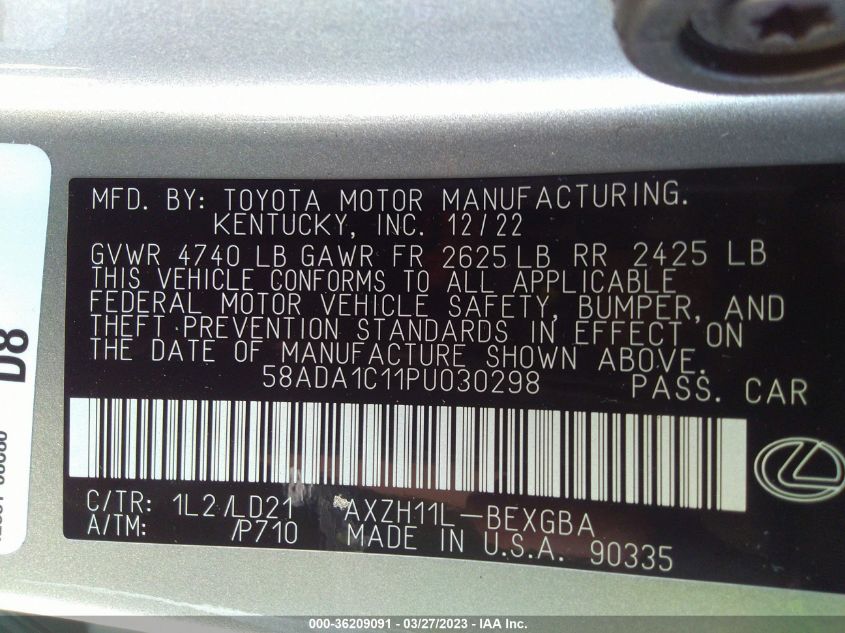 MFD. BY: TOYOTA MOTOR MANUFACTURING.
KENTUCKY, INC. 12/22
GVWR 4740 LB GAWR FR 2625 LB RR 2425 LB
THIS VEHICLE CONFORMS TO ALL APPLICABLE
FEDERAL MOTOR VEHICLE SAFETY, BUMPER, AND
THEFT PREVENTION STANDARDS IN EFFECT ON
THE DATE OF MANUFACTURE SHOWN ABOVE.
58ADA1C11PU030298 PASS. CAR
C/TR: 1L2/LD21 *AXZH11L-BEXGBA
A/TM: /P710 MADE IN U.S.A. 90335
D8
000-36209091 - 03/27/2023 - IAA Inc.